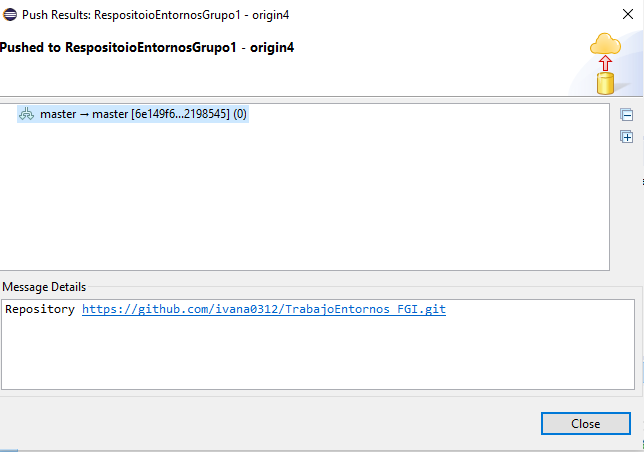 Push Results: RespositoioEntornosGrupo1 - origin4
Pushed to RespositoioEntornosGrupo1 - origin4
master → master [6e149f6...2198545] (0)
Message Details
Repository https://github.com/ivana0312/TrabajoEntornos_FGI.git
Close